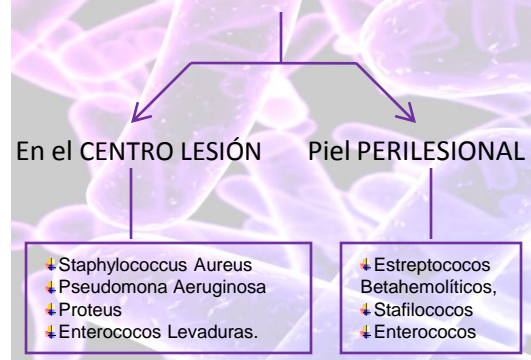 En el CENTRO LESIÓN
Piel PERILESIONAL
Staphylococcus Aureus
Pseudomona Aeruginosa
Proteus
Enterococos Levaduras.
Estreptococos
Betahemolíticos,
Stafilococos
Enterococos